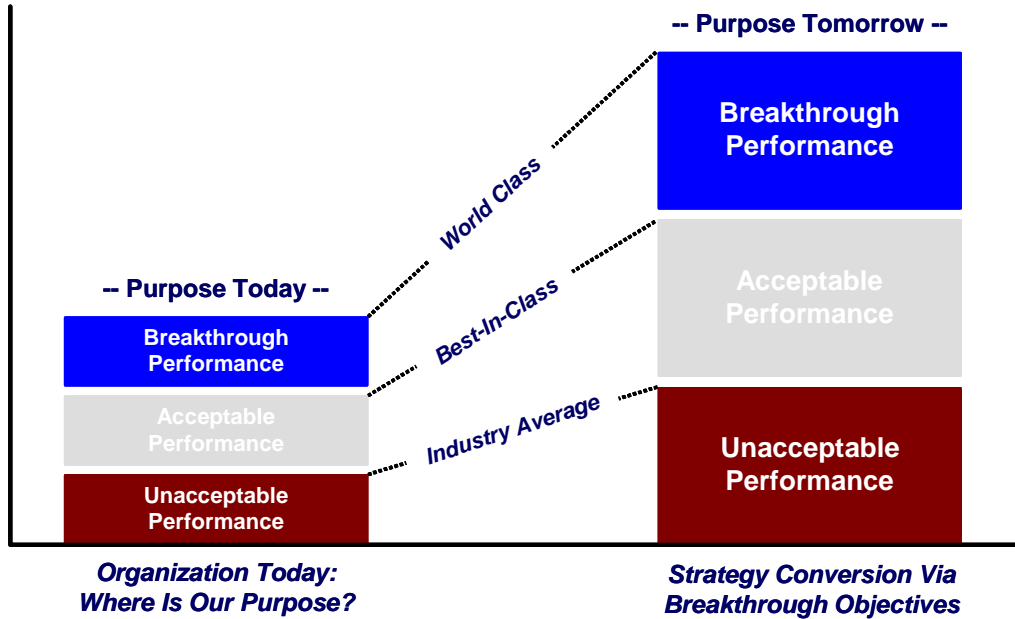 -- Purpose Tomorrow --
Breakthrough
Performance
World Class
Acceptable
Performance
-- Purpose Today --
Best-In-Class
Breakthrough
Performance
Industry Average
Acceptable
Performance
Unacceptable
Performance
Unacceptable
Performance
Organization Today:
Where Is Our Purpose?
Strategy Conversion Via
Breakthrough Objectives